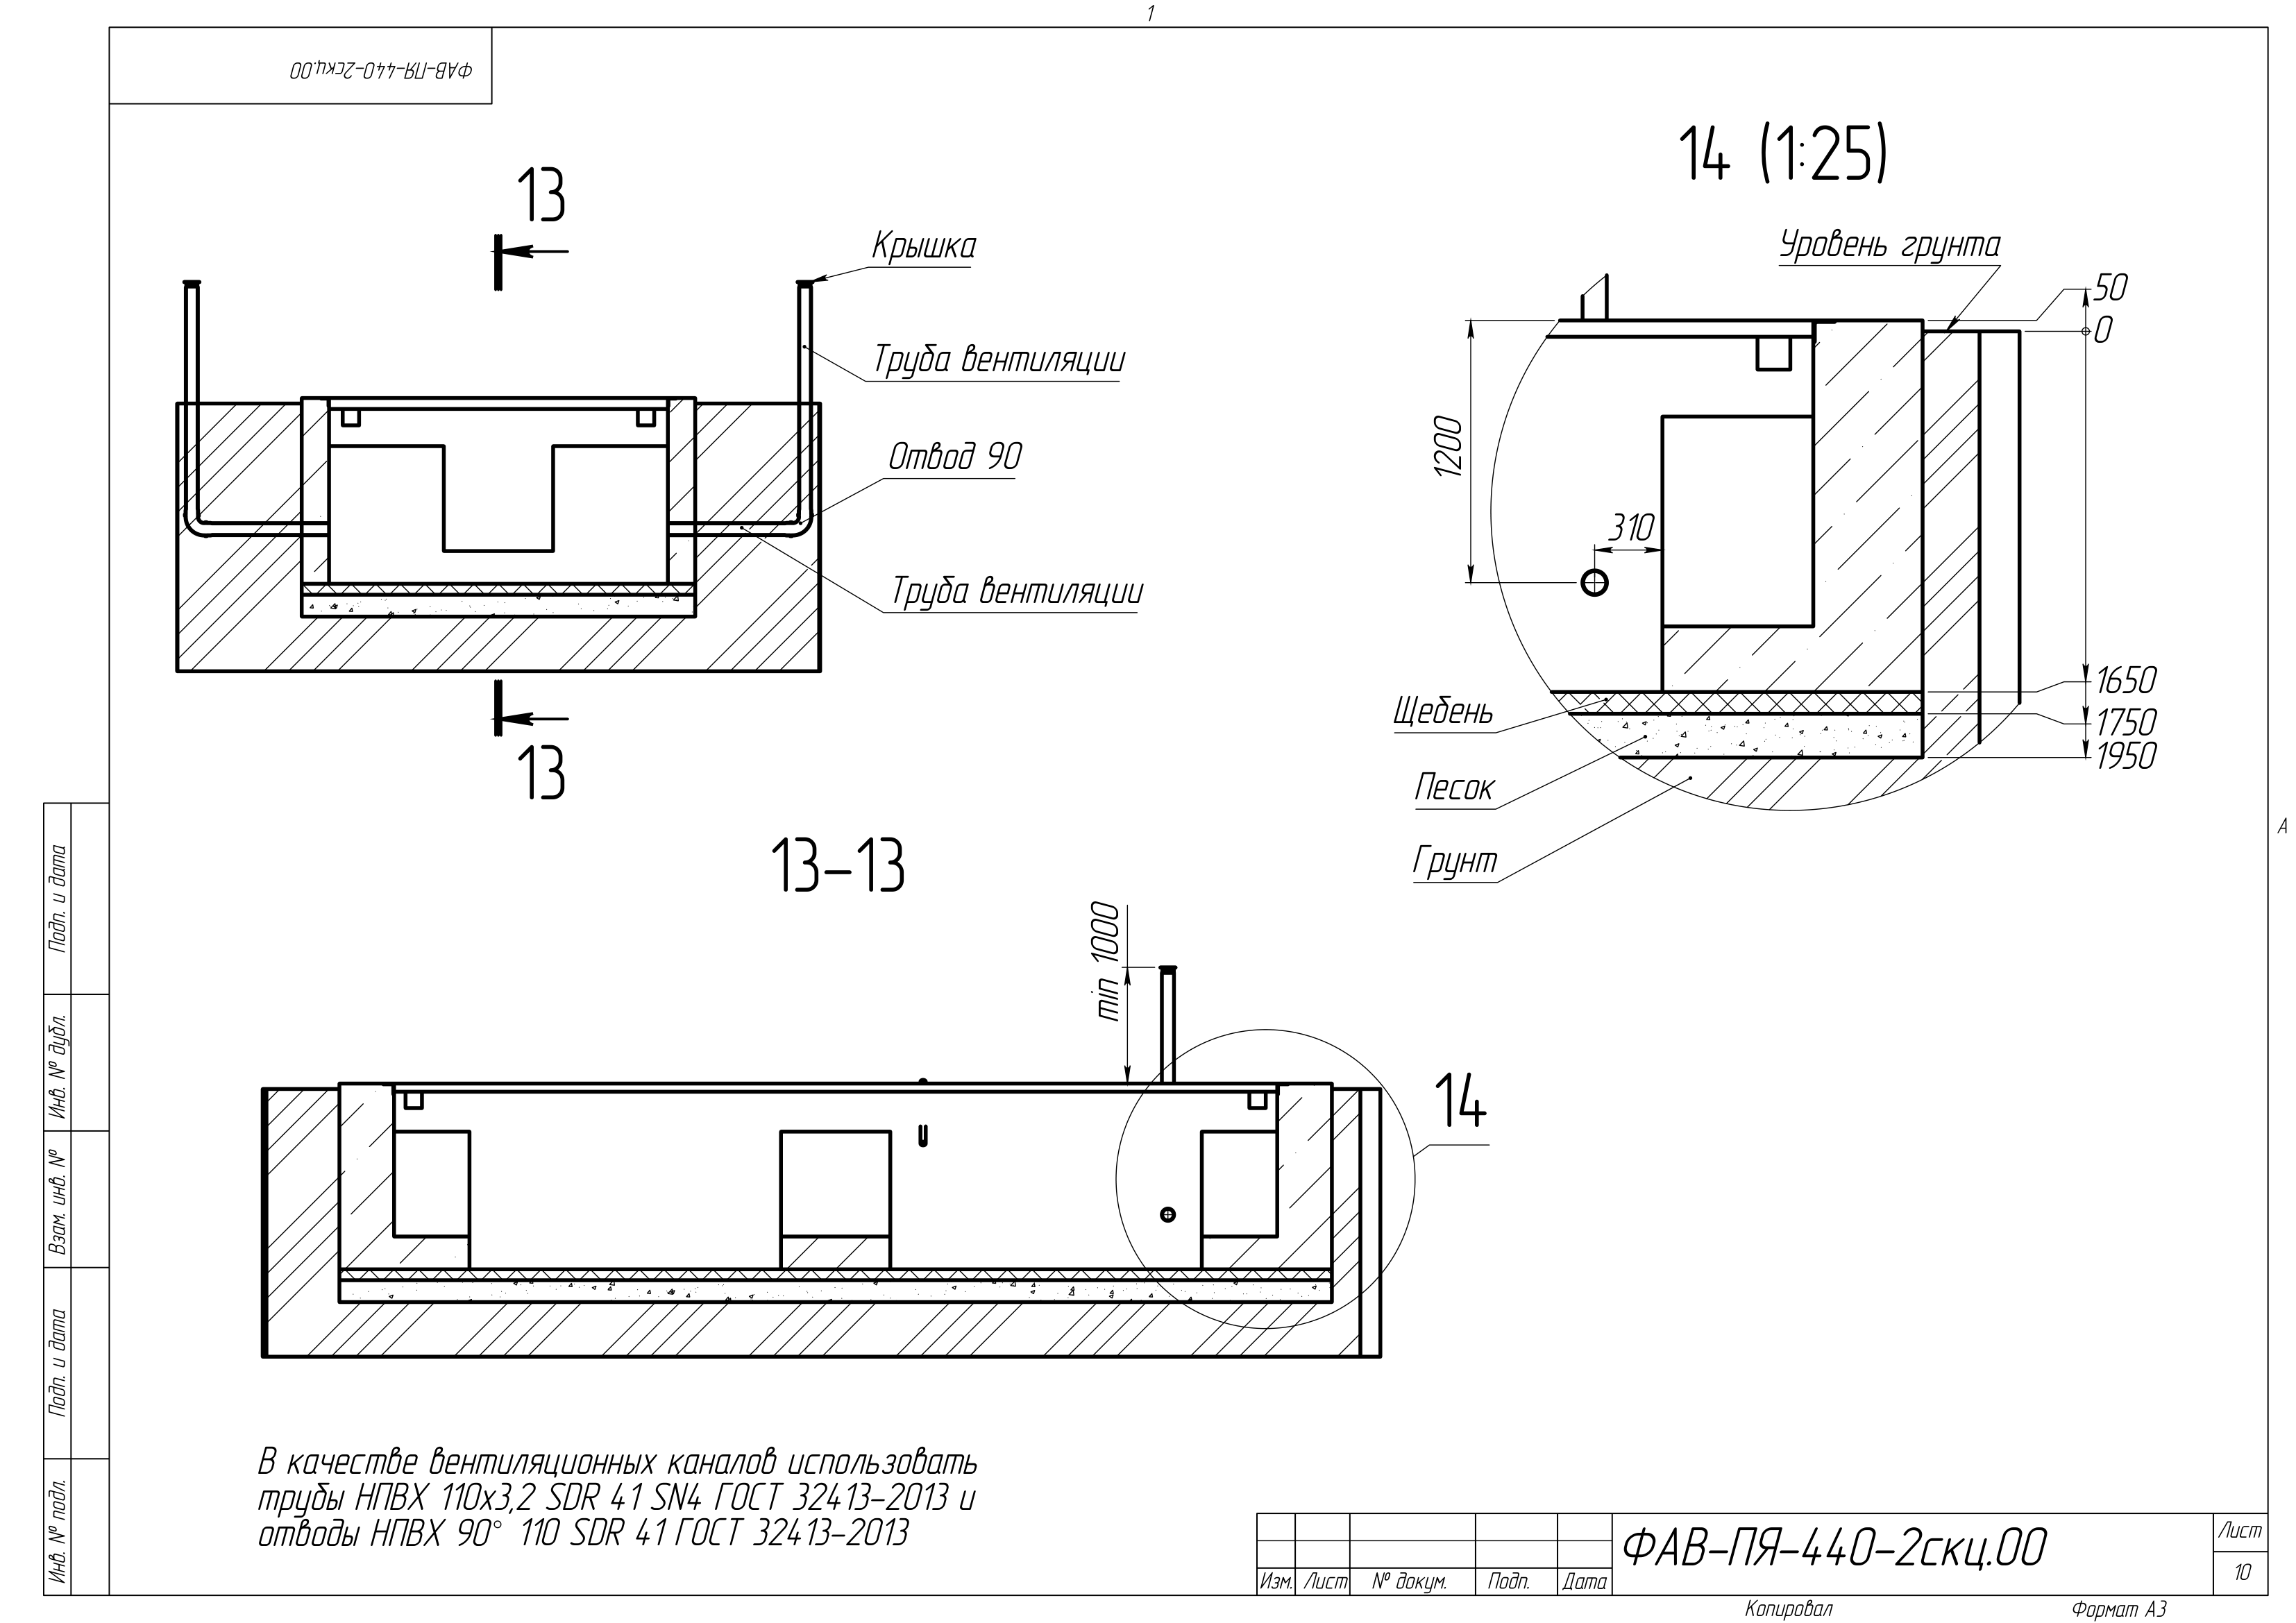 1
ФАВ-ПЯ-440-2скц.00
13
Крышка
Труба вентиляции
Отвод 90
Труба вентиляции
13
14 (1:25)
Уровень грунта
50
0
1200
310
1650
1750
1950
Щебень
Песок
Грунт
А
13-13
min 1000
14
В качестве вентиляционных каналов использовать
трубы НПВХ 110х3,2 SDR 41 SN4 ГОСТ 32413-2013 и
отводы НПВХ 90° 110 SDR 41 ГОСТ 32413-2013
Подп. и дата
Инв. № дубл.
Взам. инв. №
Подп. и дата
Инв. № подл.
Изм. Лист № докум. Подп. Дата
ФАВ-ПЯ-440-2скц.00
Лист
10
Копировал
Формат А3